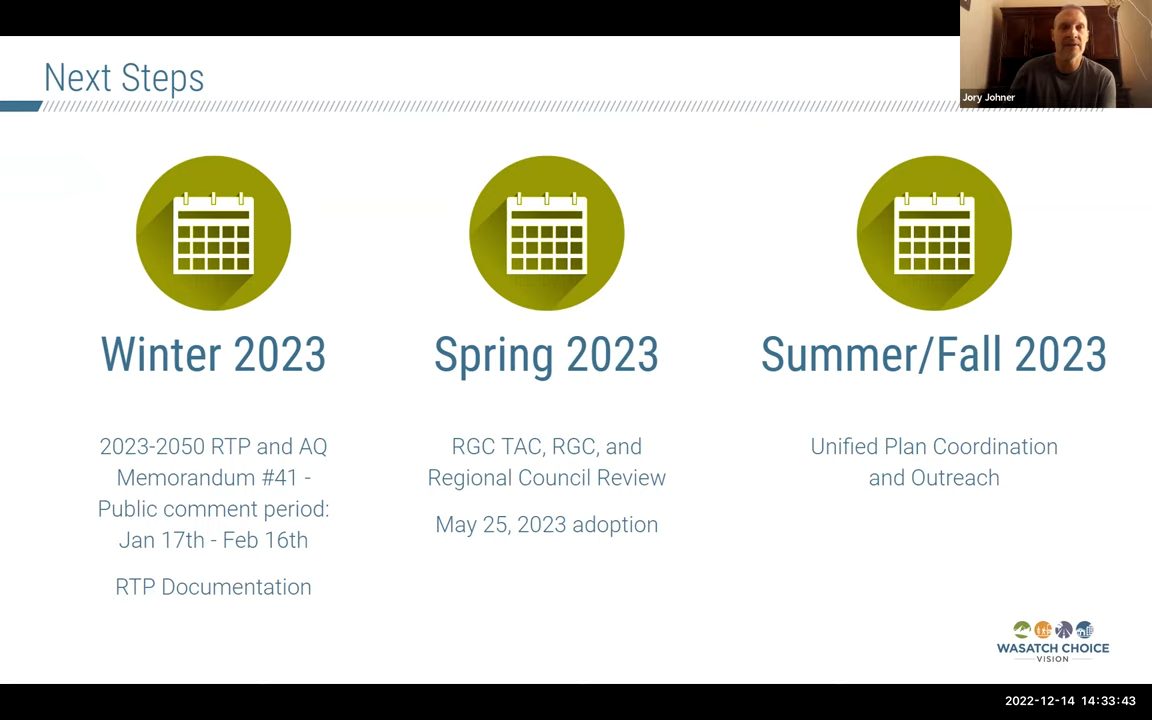 Next Steps
Jory Johner
Winter 2023
2023-2050 RTP and AQ
Memorandum #41 -
Public comment period:
Jan 17th - Feb 16th
RTP Documentation
Spring 2023
RGC TAC, RGC, and
Regional Council Review
May 25, 2023 adoption
Summer/Fall 2023
Unified Plan Coordination
and Outreach
WASATCH CHOICE
VISION
2022-12-14 14:33:43